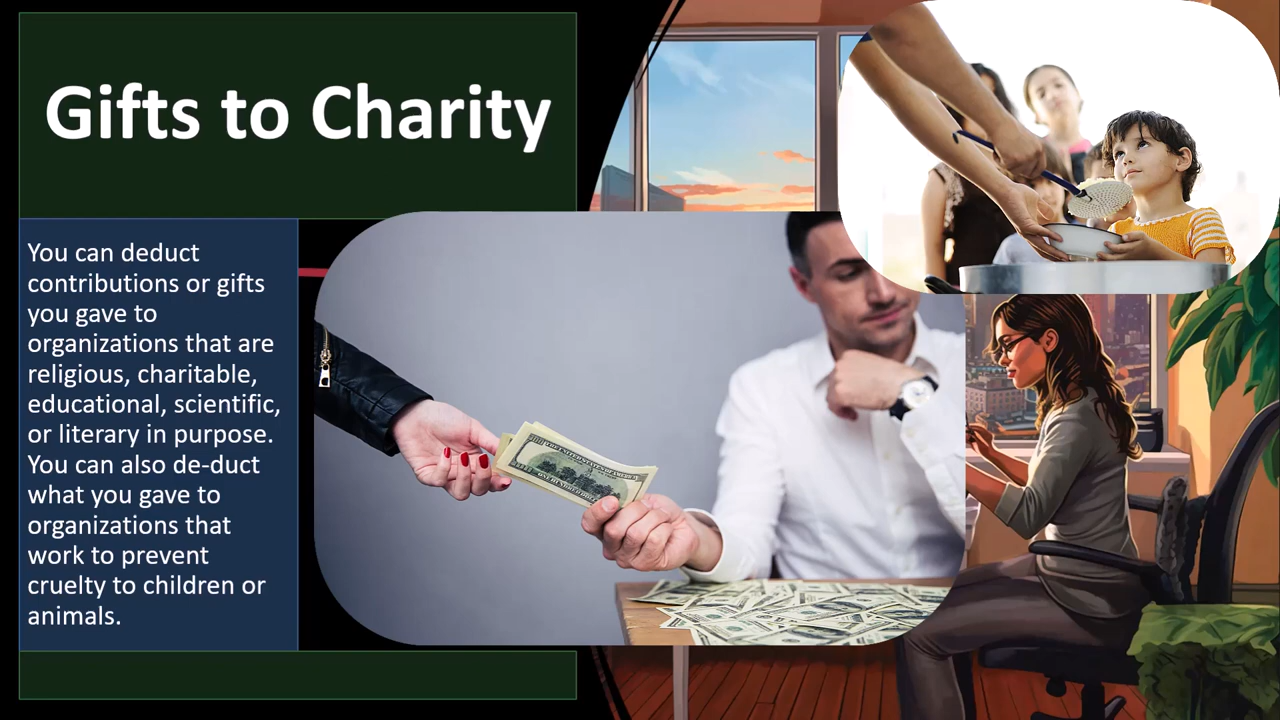 Gifts to Charity
You can deduct
contributions or gifts
you gave to
organizations that are
religious, charitable,
educational, scientific,
or literary in purpose.
You can also de-duct
what you gave to
organizations that
work to prevent
cruelty to children or
animals.